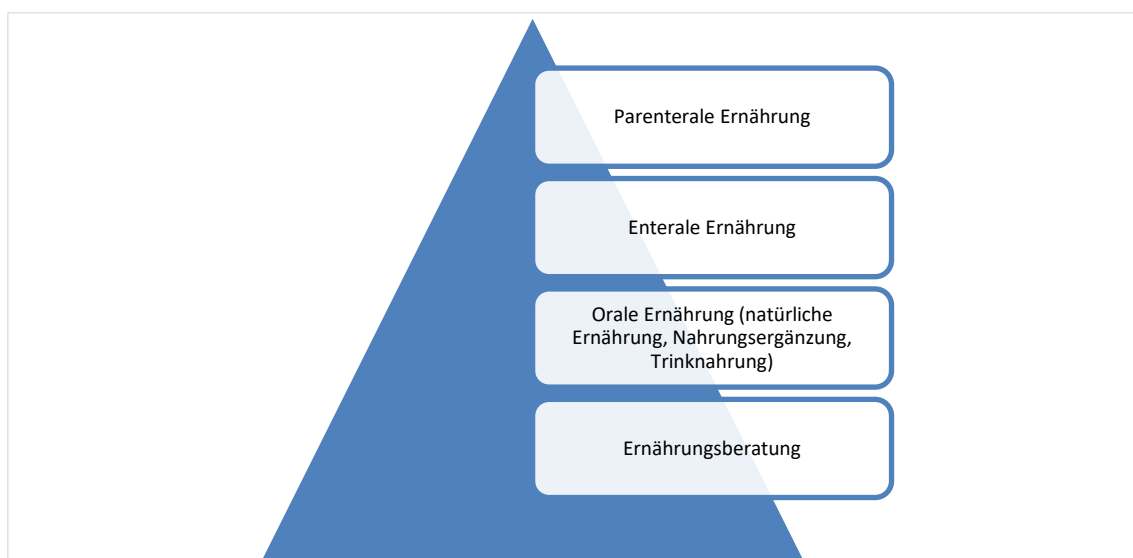 Parenterale Ernährung
Enterale Ernährung
Orale Ernährung (natürliche
Ernährung, Nahrungsergänzung,
Trinknahrung)
Ernährungsberatung